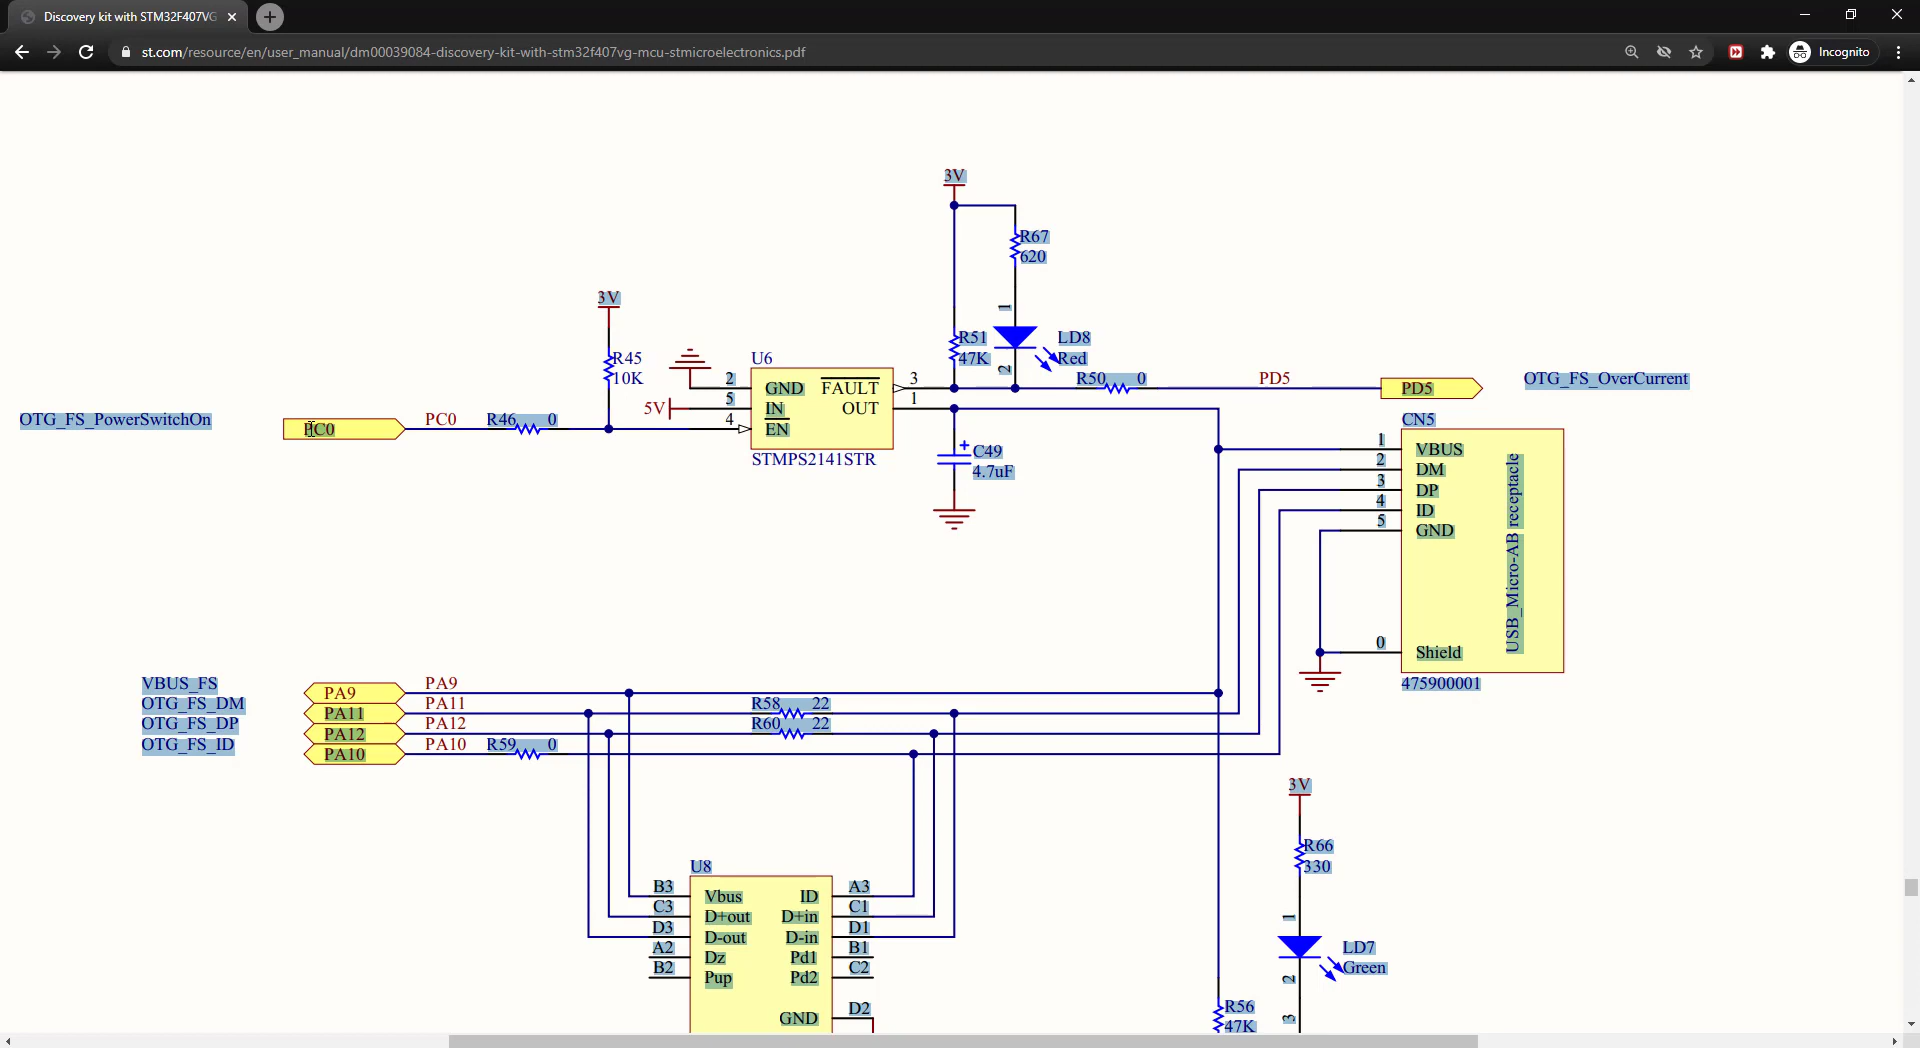 Discovery kit with STM32F407VG
st.com/resource/en/user_manual/dm00039084-discovery-kit-with-stm32f407vg-mcu-stmicroelectronics.pdf
Incognito
3V
R67
620
1
3V
R51
47K
LD8
Red
2
R45
10K
U6
2
5
4
GND
IN
EN
FAULT
OUT
3
1
5V
STMPS2141STR
R50 0
PD5
PD5
OTG_FS_OverCurrent
OTG_FS_PowerSwitchOn
PC0
PC0
R46 0
C49
4.7uF
CN5
1 VBUS
2 DM
3 DP
4 ID
5 GND
0 Shield
USB_Micro-AB receptacle
475900001
VBUS_FS PA9 PA9
OTG_FS_DM PA11 PA11 R58 22
OTG_FS_DP PA12 PA12 R60 22
OTG_FS_ID PA10 PA10 R59 0
3V
R66
330
1
LD7
Green
2
3
U8
B3 Vbus ID A3
C3 D+out D+in C1
D3 D-out D-in D1
A2 Dz Pd1 B1
B2 Pup Pd2 C2
GND D2
R56
47K